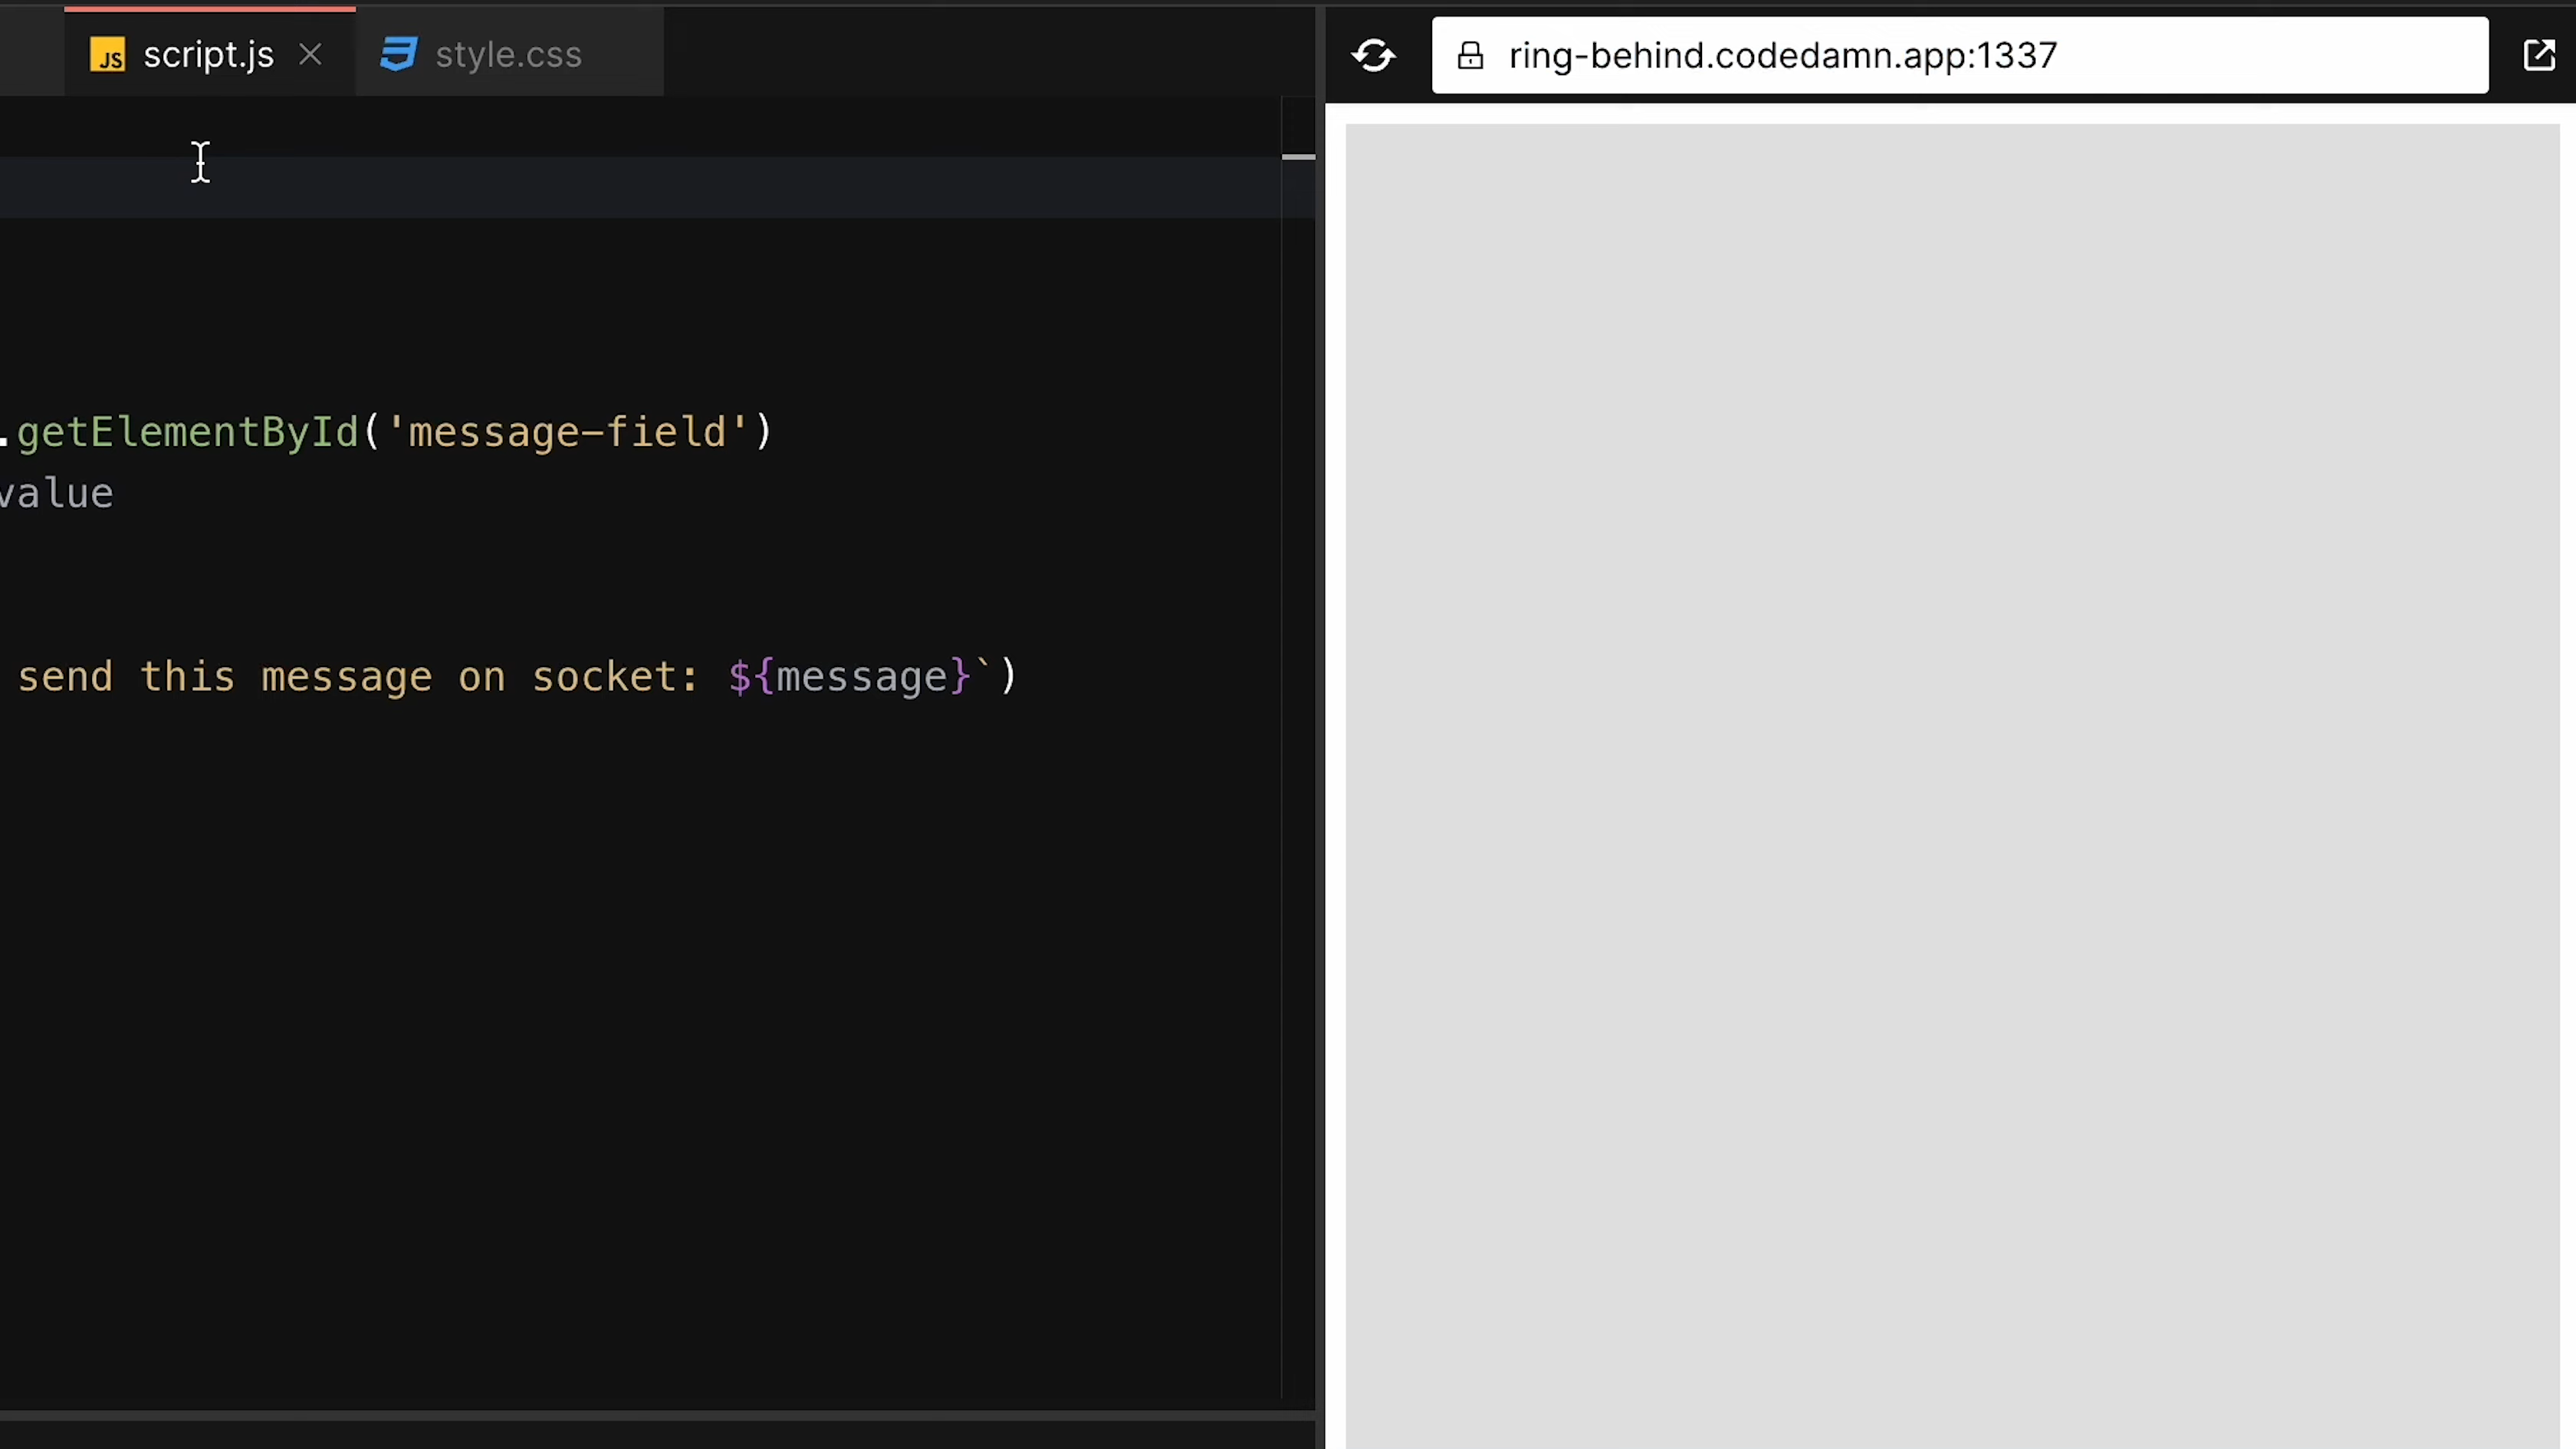 JS script.js style.css
ring-behind.codedamn.app:1337
.getElementById('message-field')
value
send this message on socket: ${message}`)